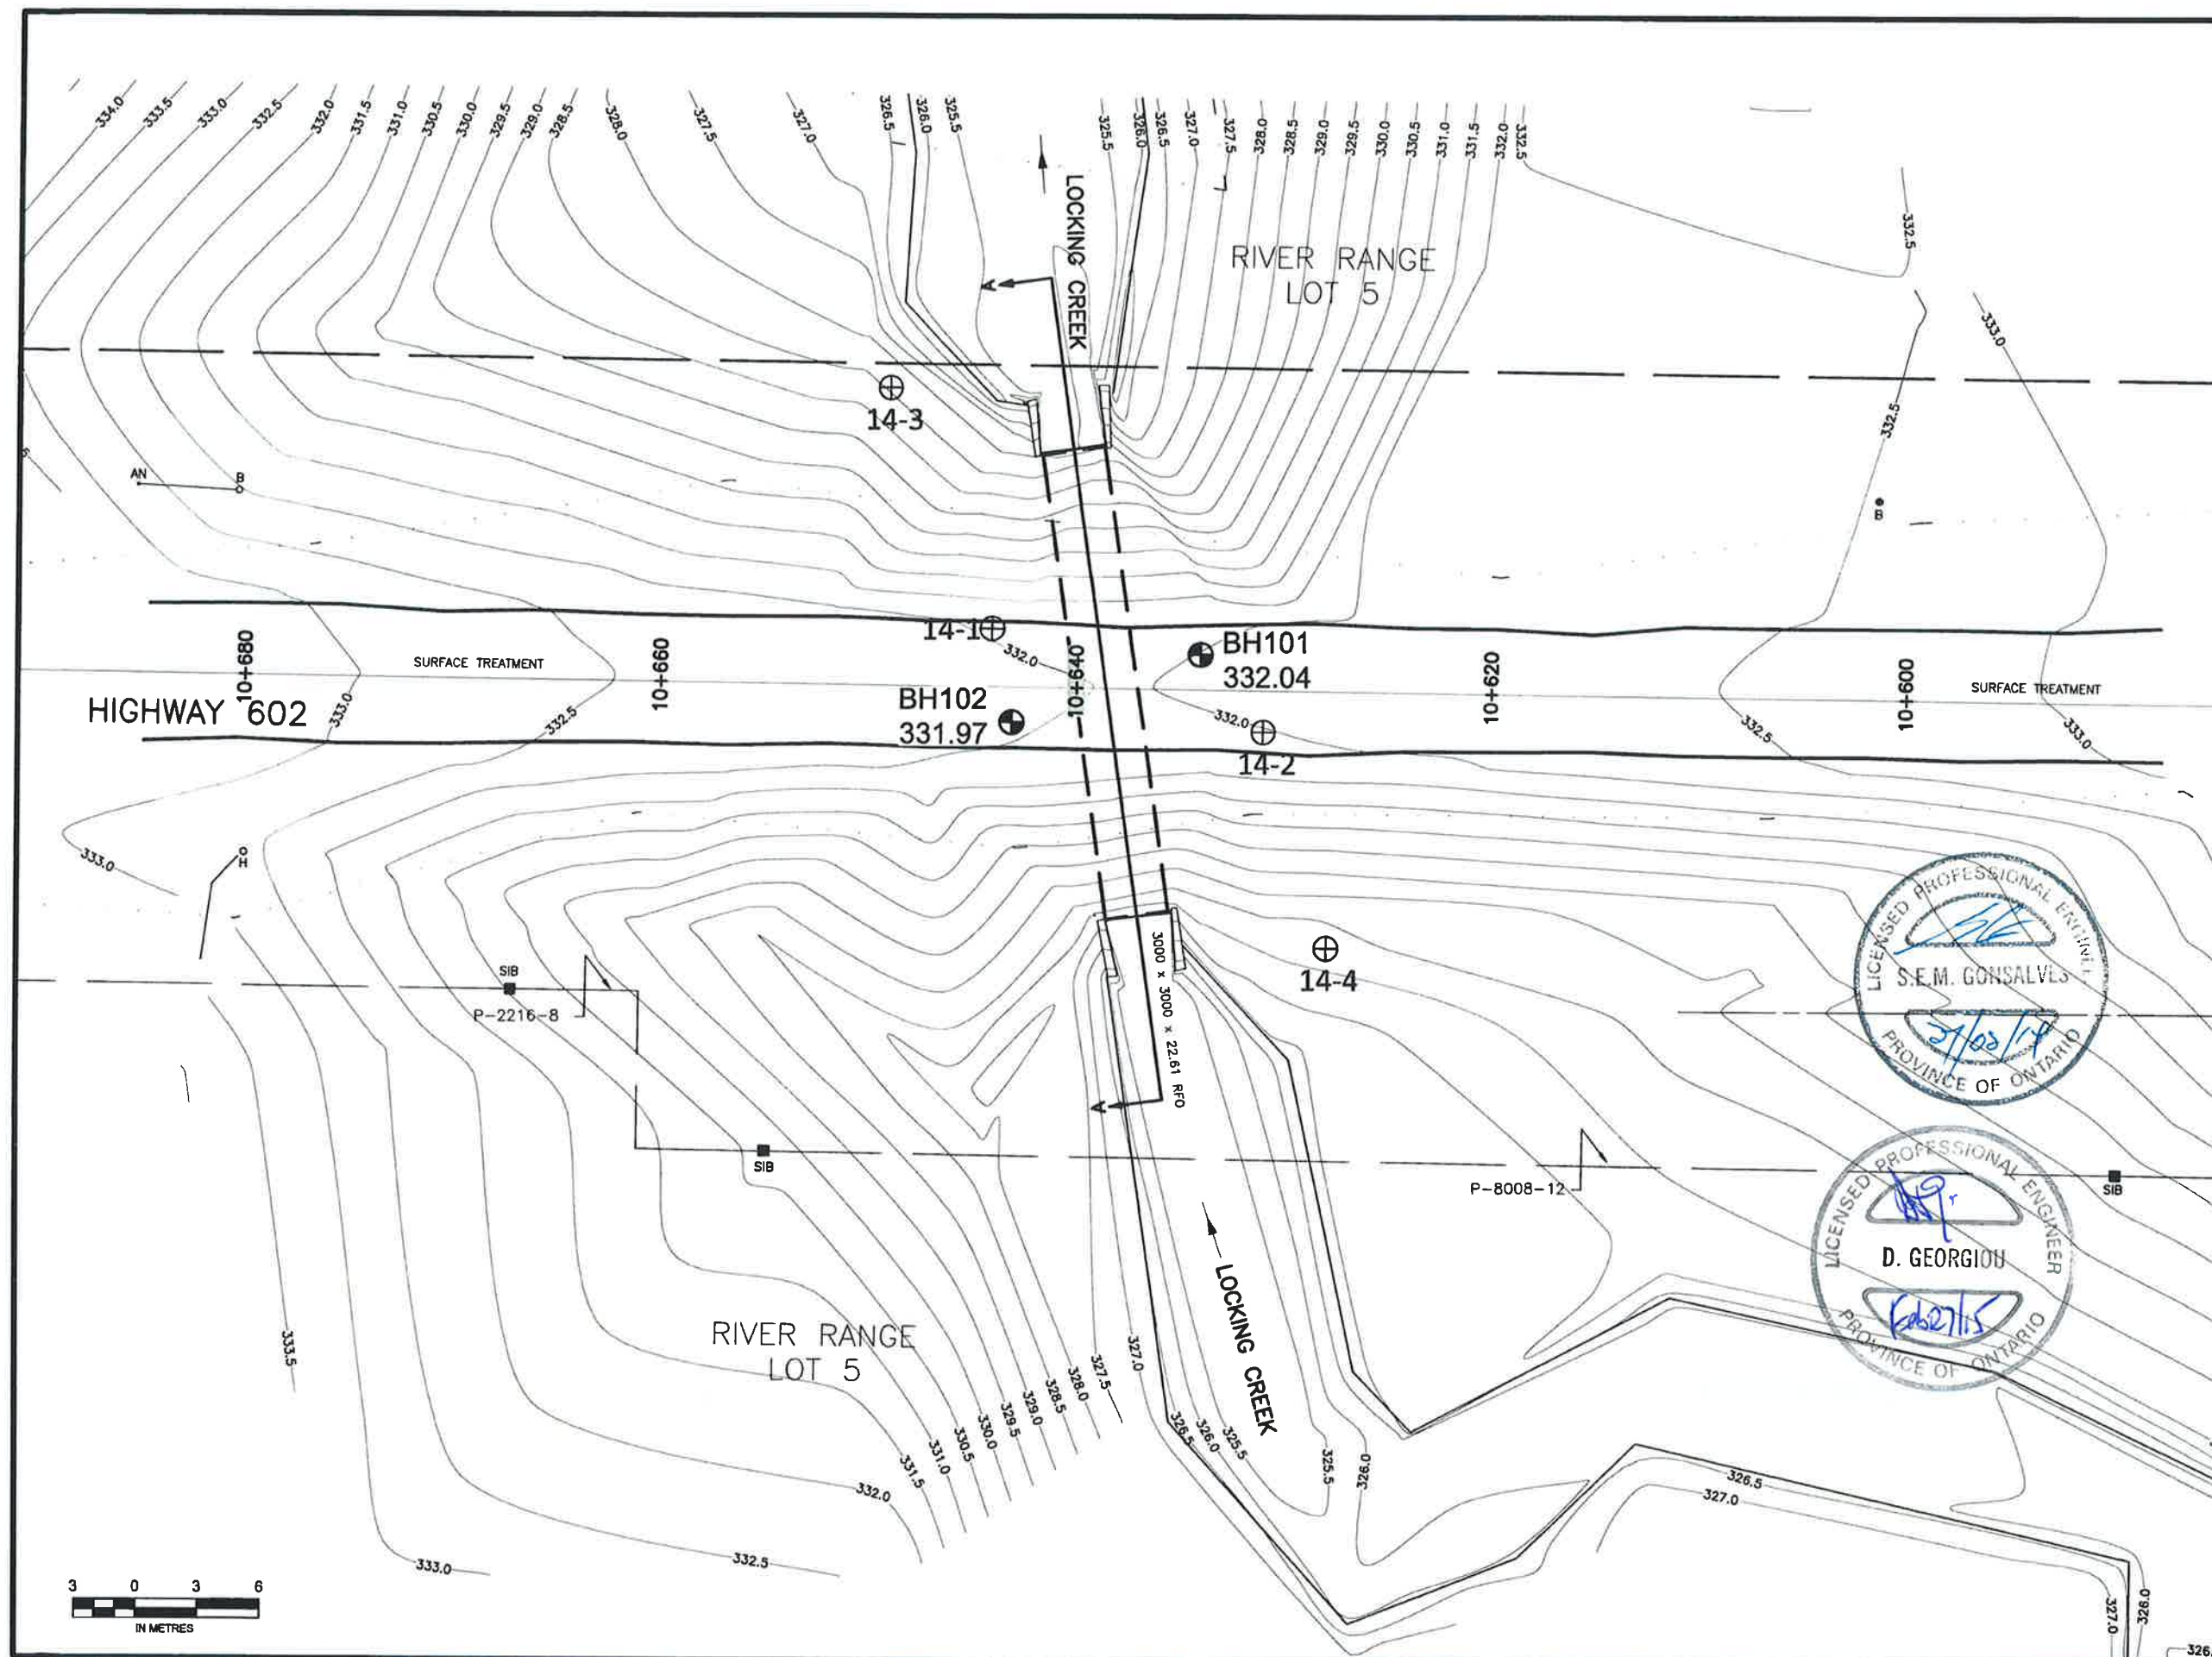 334.0
333.5
333.0
332.5
332.0
331.5
331.0
330.5
330.0
329.5
329.0
328.5
328.0
327.5
327.0
326.5
326.0
325.5
325.5
326.0
326.5
327.0
327.5
328.0
328.5
329.0
329.5
330.0
330.5
331.0
331.5
332.0
332.5
332.5
333.0
332.5
LOCKING CREEK
RIVER RANGE
LOT 5
A
14-3
AN
B
B
14-1
332.0
BH101
332.04
BH102
331.97
332.0
14-2
10+680
10+660
10+640
10+620
10+600
SURFACE TREATMENT
SURFACE TREATMENT
HIGHWAY 602
333.0
332.5
332.5
333.0
333.0
H
SIB
P-2216-8
SIB
3000 x 3000 x 22.61 RFO
14-4
A
P-8008-12
SIB
LICENSED PROFESSIONAL ENGINEER
S.E.M. GONSALVES
PROVINCE OF ONTARIO
LICENSED PROFESSIONAL ENGINEER
D. GEORGIOU
Feb27/15
PROVINCE OF ONTARIO
RIVER RANGE
LOT 5
LOCKING CREEK
333.5
333.0
332.5
332.0
331.5
331.0
330.5
330.0
329.5
329.0
328.5
328.0
327.5
327.0
326.5
326.0
325.5
325.5
326.0
326.5
327.0
327.0
326.0
326.
3 0 3 6
IN METRES